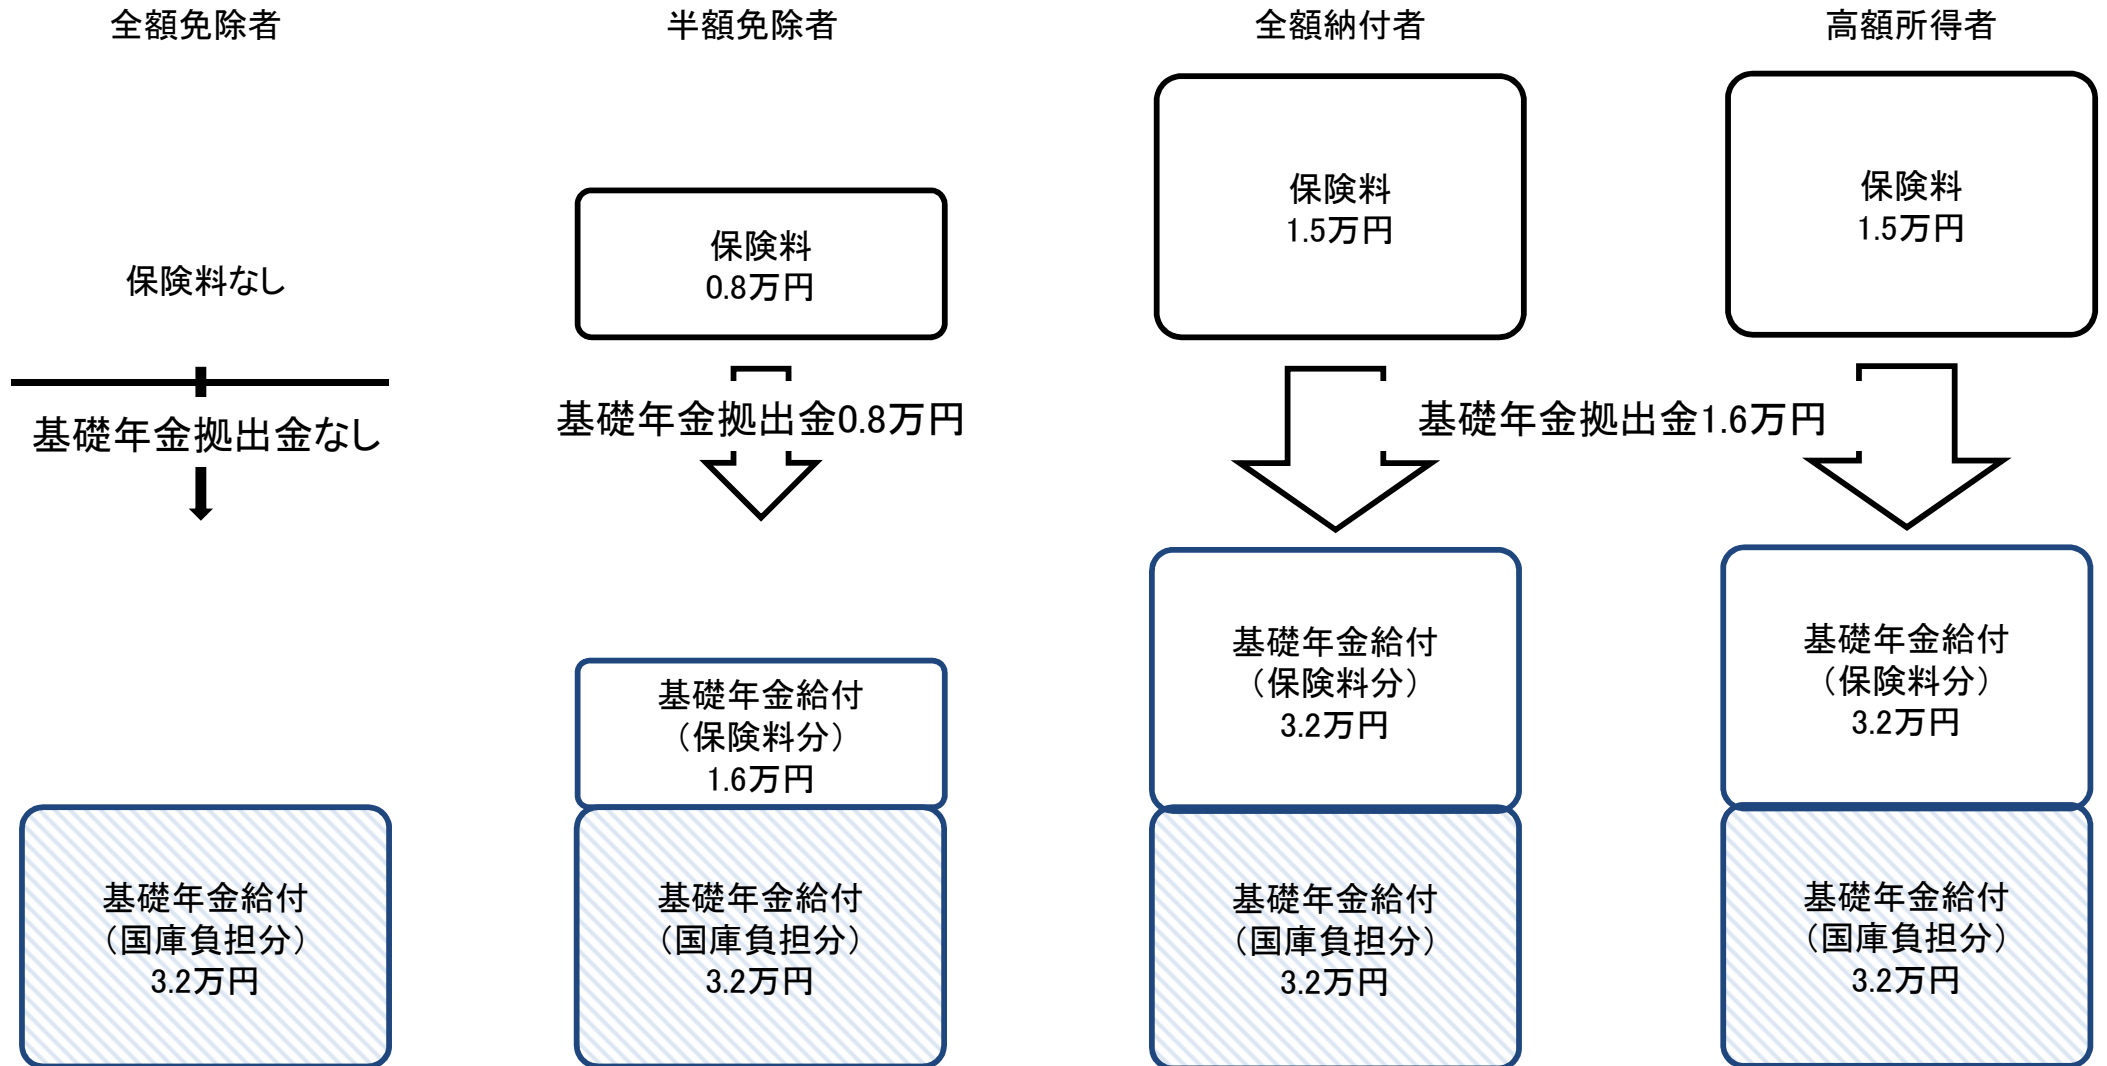 全額免除者
半額免除者
全額納付者
高額所得者
保険料なし
保険料
0.8万円
保険料
1.5万円
保険料
1.5万円
基礎年金拠出金なし
基礎年金拠出金0.8万円
基礎年金拠出金1.6万円
基礎年金給付
（国庫負担分）
3.2万円
基礎年金給付
（保険料分）
1.6万円
基礎年金給付
（国庫負担分）
3.2万円
基礎年金給付
（保険料分）
3.2万円
基礎年金給付
（国庫負担分）
3.2万円
基礎年金給付
（保険料分）
3.2万円
基礎年金給付
（国庫負担分）
3.2万円